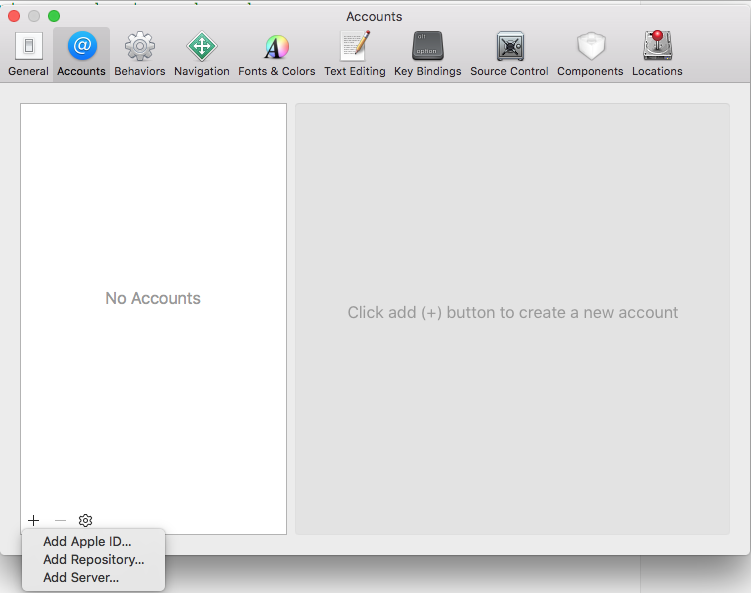 Accounts
General Accounts Behaviors Navigation Fonts & Colors Text Editing Key Bindings Source Control Components Locations
No Accounts
Click add (+) button to create a new account
Add Apple ID...
Add Repository...
Add Server...